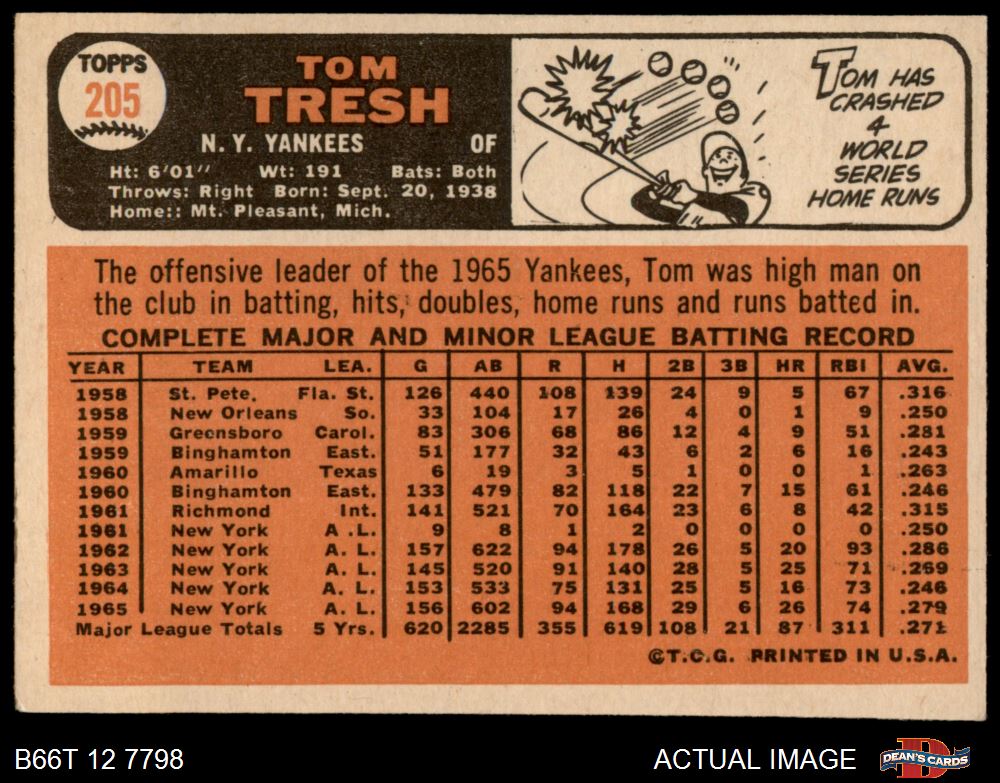 TOPPS
205
TOM
TRESH
N. Y. YANKEES OF
Ht: 6'01" Wt: 191 Bats: Both
Throws: Right Born: Sept. 20, 1938
Home:: Mt. Pleasant, Mich.
TOM HAS
CRASHED
4
WORLD
SERIES
HOME RUNS
The offensive leader of the 1965 Yankees, Tom was high man on
the club in batting, hits, doubles, home runs and runs batted in.
COMPLETE MAJOR AND MINOR LEAGUE BATTING RECORD
YEAR TEAM LEA. G AB R H 2B 3B HR RBI AVG.
1958 St. Pete. Fla. St. 126 440 108 139 24 9 5 67 .316
1958 New Orleans So. 33 104 17 26 4 0 1 9 .250
1959 Greensboro Carol. 83 306 68 86 12 4 9 51 .281
1959 Binghamton East. 51 177 32 43 6 2 6 16 .243
1960 Amarillo Texas 6 19 3 5 1 0 0 1 .263
1960 Binghamton East. 133 479 82 118 22 7 15 61 .246
1961 Richmond Int. 141 521 70 164 23 6 8 42 .315
1961 New York A .L. 9 8 1 2 0 0 0 0 .250
1962 New York A. L. 157 622 94 178 26 5 20 93 .286
1963 New York A. L. 145 520 91 140 28 5 25 71 .269
1964 New York A. L. 153 533 75 131 25 5 16 73 .246
1965 New York A. L. 156 602 94 168 29 6 26 74 .279
Major League Totals 5 Yrs. 620 2285 355 619 108 21 87 311 .271
©T.C.G. PRINTED IN U.S.A.
B66T 12 7798 ACTUAL IMAGE DEAN'S CARDS